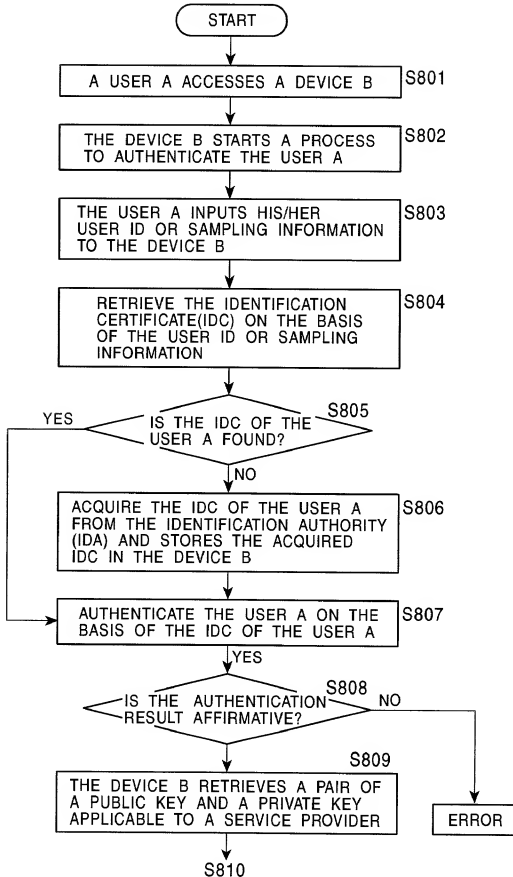 START
A USER A ACCESSES A DEVICE B
S801
THE DEVICE B STARTS A PROCESS
TO AUTHENTICATE THE USER A
S802
THE USER A INPUTS HIS/HER
USER ID OR SAMPLING INFORMATION
TO THE DEVICE B
S803
RETRIEVE THE IDENTIFICATION
CERTIFICATE(IDC) ON THE BASIS
OF THE USER ID OR SAMPLING
INFORMATION
S804
S805
YES
IS THE IDC OF THE
USER A FOUND?
NO
ACQUIRE THE IDC OF THE USER A
FROM THE IDENTIFICATION AUTHORITY
(IDA) AND STORES THE ACQUIRED
IDC IN THE DEVICE B
S806
AUTHENTICATE THE USER A ON THE
BASIS OF THE IDC OF THE USER A
S807
YES
S808
IS THE AUTHENTICATION
RESULT AFFIRMATIVE?
NO
S809
THE DEVICE B RETRIEVES A PAIR OF
A PUBLIC KEY AND A PRIVATE KEY
APPLICABLE TO A SERVICE PROVIDER
ERROR
S810